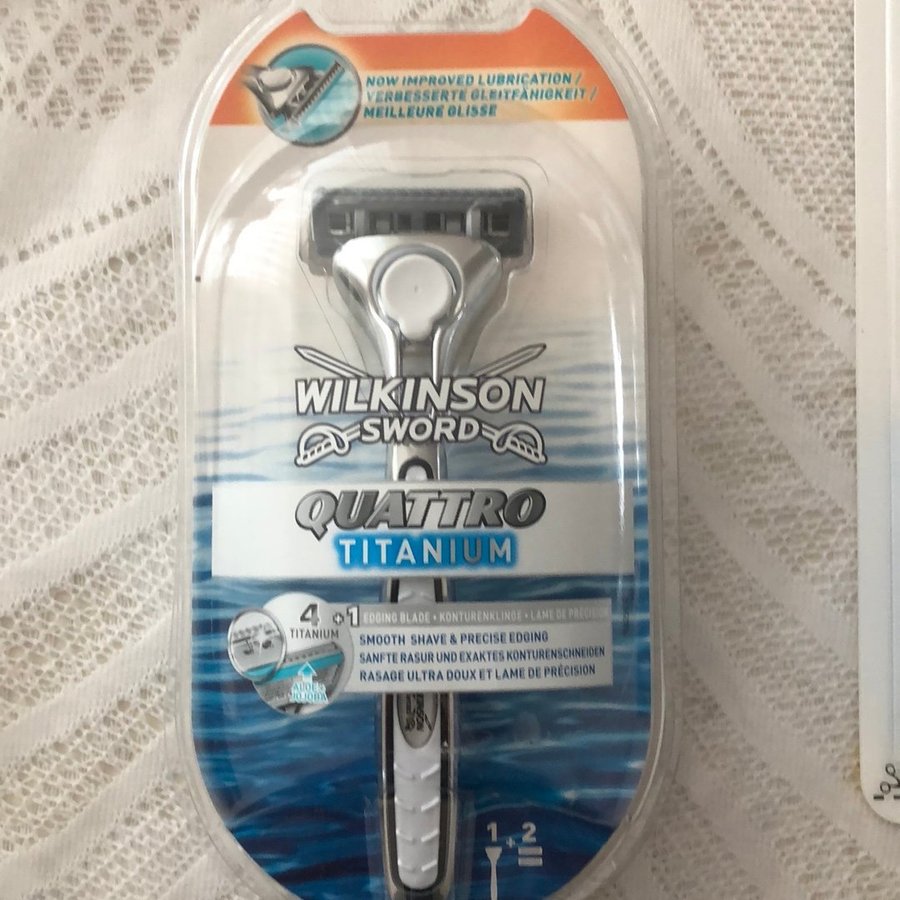 NOW IMPROVED LUBRICATION /
VERBESSERTE GLEITFÄHIGKEIT /
MEILLEURE GLISSE
WILKINSON
SWORD
QUATTRO
TITANIUM
4 +1
TITANIUM
EDGING BLADE • KONTURENKLINGE • LAME DE PRÉCISION
SMOOTH SHAVE & PRECISE EDGING
SANFTE RASUR UND EXAKTES KONTURENSCHNEIDEN
RASAGE ULTRA DOUX ET LAME DE PRÉCISION
ALOE&
JOJOBA
1 + 2